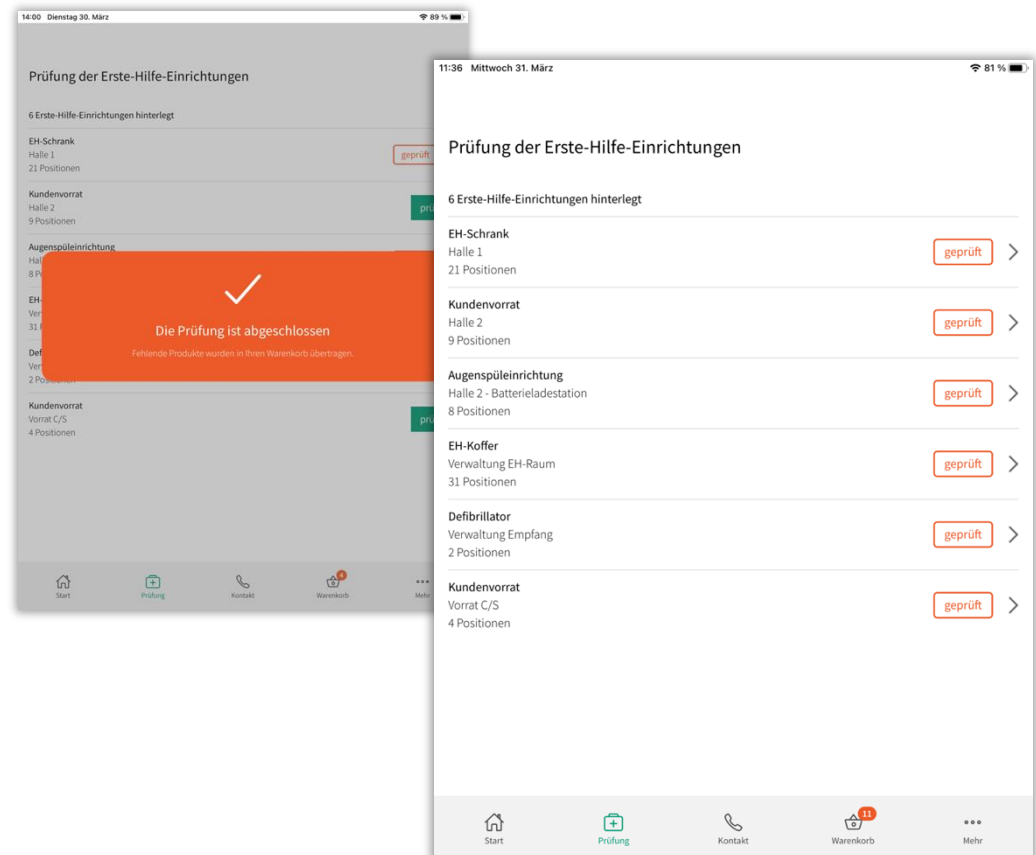 14:00 Dienstag 30. März
89 %
Prüfung der Erste-Hilfe-Einrichtungen
6 Erste-Hilfe-Einrichtungen hinterlegt
EH-Schrank
Halle 1
geprüft
21 Positionen
Kundenvorrat
Halle 2
9 Positionen
Augenspüleinrichtung
Die Prüfung ist abgeschlossen
Fehlende Produkte wurden in Ihren Warenkorb übertragen.
Kundenvorrat
Vorrat C/S
4 Positionen
4
Start
Prüfung
Kontakt
Warenkorb
Mehr
11:36 Mittwoch 31. März
81 %
Prüfung der Erste-Hilfe-Einrichtungen
6 Erste-Hilfe-Einrichtungen hinterlegt
EH-Schrank
Halle 1
geprüft
21 Positionen
Kundenvorrat
Halle 2
geprüft
9 Positionen
Augenspüleinrichtung
Halle 2 - Batterieladestation
geprüft
8 Positionen
EH-Koffer
Verwaltung EH-Raum
geprüft
31 Positionen
Defibrillator
Verwaltung Empfang
geprüft
2 Positionen
Kundenvorrat
Vorrat C/S
geprüft
4 Positionen
11
Start
Prüfung
Kontakt
Warenkorb
Mehr